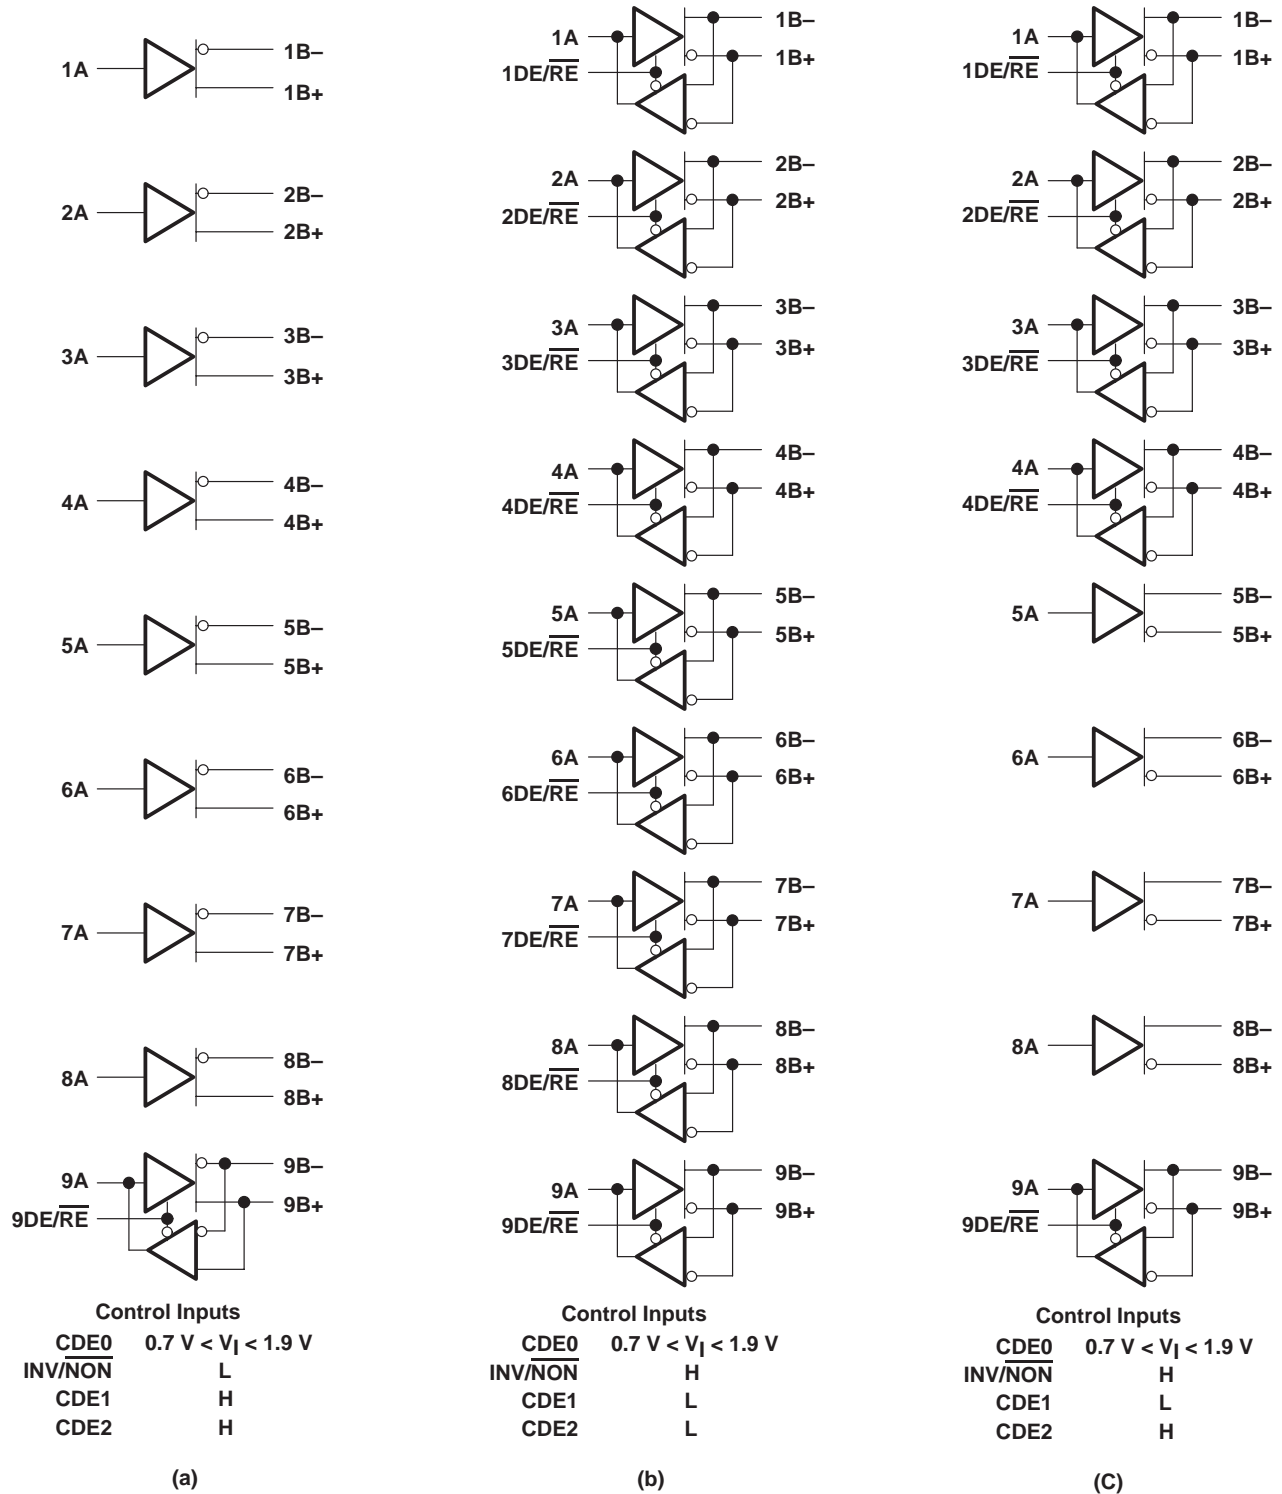 1A
1B–
1B+
2A
2B–
2B+
3A
3B–
3B+
4A
4B–
4B+
5A
5B–
5B+
6A
6B–
6B+
7A
7B–
7B+
8A
8B–
8B+
9A
9B–
9B+
9DE/RE
Control Inputs
CDE0 0.7 V < VI < 1.9 V
INV/NON L
CDE1 H
CDE2 H
(a)
1A
1B–
1B+
1DE/RE
2A
2B–
2B+
2DE/RE
3A
3B–
3B+
3DE/RE
4A
4B–
4B+
4DE/RE
5A
5B–
5B+
5DE/RE
6A
6B–
6B+
6DE/RE
7A
7B–
7B+
7DE/RE
8A
8B–
8B+
8DE/RE
9A
9B–
9B+
9DE/RE
Control Inputs
CDE0 0.7 V < VI < 1.9 V
INV/NON H
CDE1 L
CDE2 L
(b)
1A
1B–
1B+
1DE/RE
2A
2B–
2B+
2DE/RE
3A
3B–
3B+
3DE/RE
4A
4B–
4B+
4DE/RE
5A
5B–
5B+
6A
6B–
6B+
7A
7B–
7B+
8A
8B–
8B+
9A
9B–
9B+
9DE/RE
Control Inputs
CDE0 0.7 V < VI < 1.9 V
INV/NON H
CDE1 L
CDE2 H
(C)